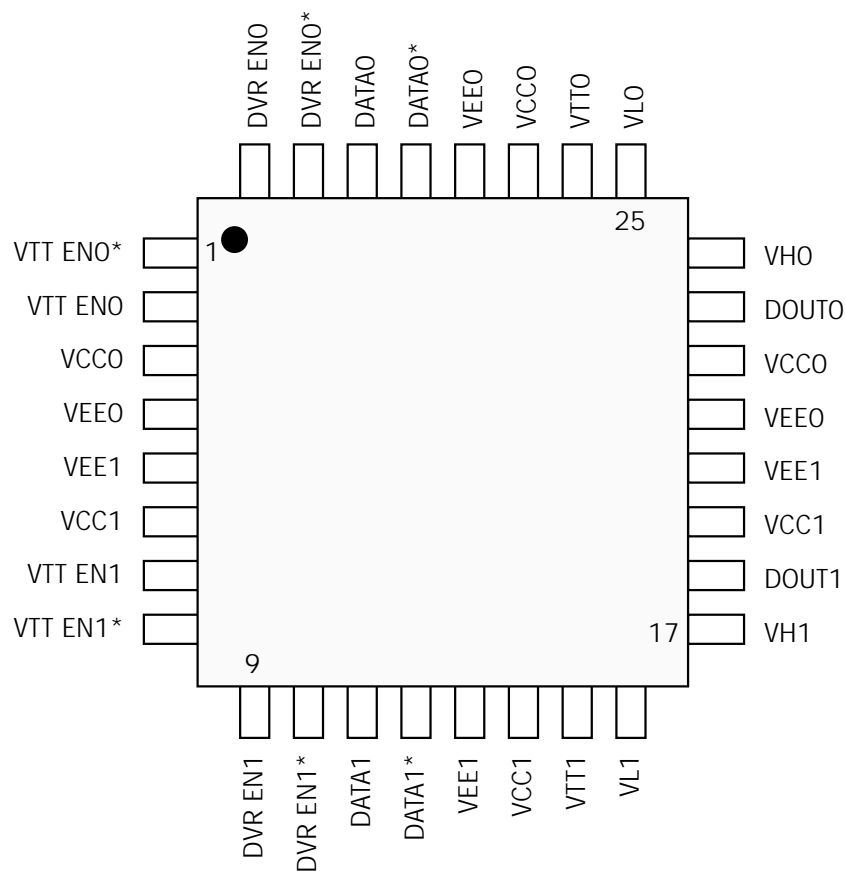 DVR EN0
DVR EN0*
DATA0
DATA0*
VEE0
VCC0
VTT0
VL0
25
1
VTT EN0*
VTT EN0
VCC0
VEE0
VEE1
VCC1
VTT EN1
VTT EN1*
VH0
DOUT0
VCC0
VEE0
VEE1
VCC1
DOUT1
VH1
17
9
DVR EN1
DVR EN1*
DATA1
DATA1*
VEE1
VCC1
VTT1
VL1